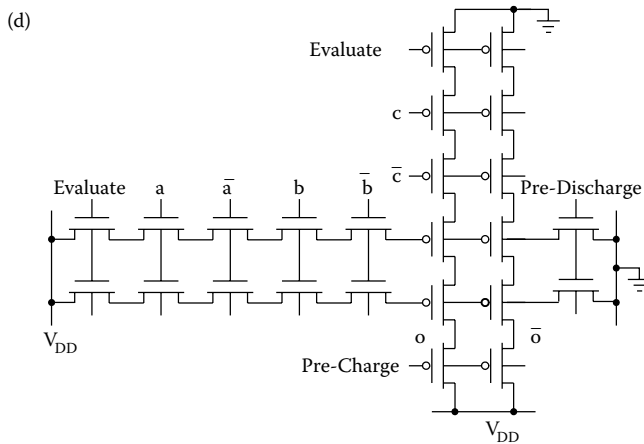 (d)
Evaluate
c
c̅
Evaluate a a̅ b b̅ Pre-Discharge
V_DD
o o̅
Pre-Charge
V_DD